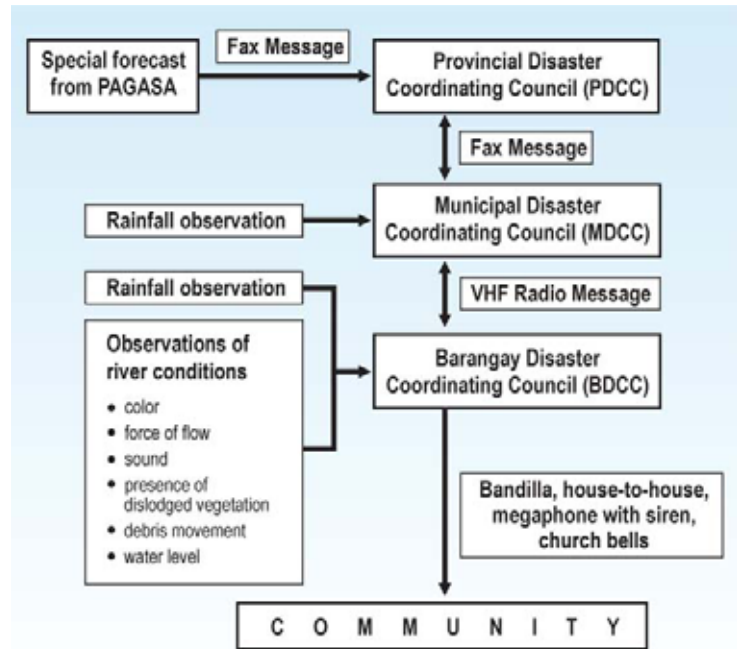 Fax Message
Special forecast
from PAGASA
Provincial Disaster
Coordinating Council (PDCC)
Fax Message
Rainfall observation
Municipal Disaster
Coordinating Council (MDCC)
Rainfall observation
VHF Radio Message
Observations of
river conditions
• color
• force of flow
• sound
• presence of
dislodged vegetation
• debris movement
• water level
Barangay Disaster
Coordinating Council (BDCC)
Bandilla, house-to-house,
megaphone with siren,
church bells
C O M M U N I T Y